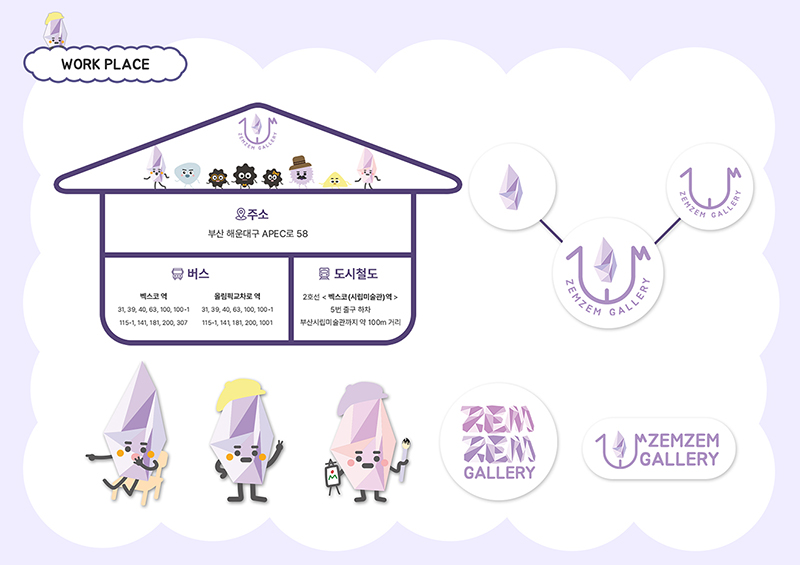 WORK PLACE
ZEMZEM GALLERY
주소
부산 해운대구 APEC로 58
버스
벡스코 역
31, 39, 40, 63, 100, 100-1
115-1, 141, 181, 200, 307
올림픽교차로 역
31, 39, 40, 63, 100, 100-1
115-1, 141, 181, 200, 1001
도시철도
2호선 < 벡스코(시립미술관)역 >
5번 출구 하차
부산시립미술관까지 약 100m 거리
ZEMZEM GALLERY
ZEMZEM GALLERY
ZEM
ZEM
GALLERY
ZEMZEM
GALLERY